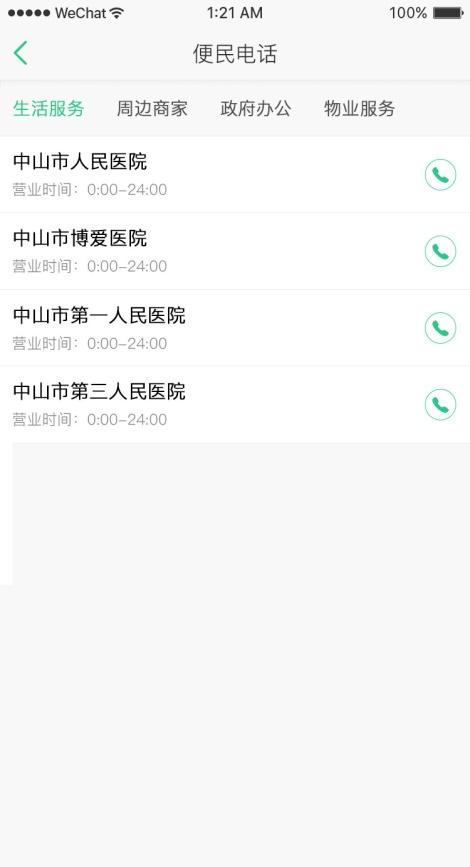 WeChat 1:21 AM 100%
便民电话
生活服务 周边商家 政府办公 物业服务
中山市人民医院
营业时间：0:00-24:00
中山市博爱医院
营业时间：0:00-24:00
中山市第一人民医院
营业时间：0:00-24:00
中山市第三人民医院
营业时间：0:00-24:00